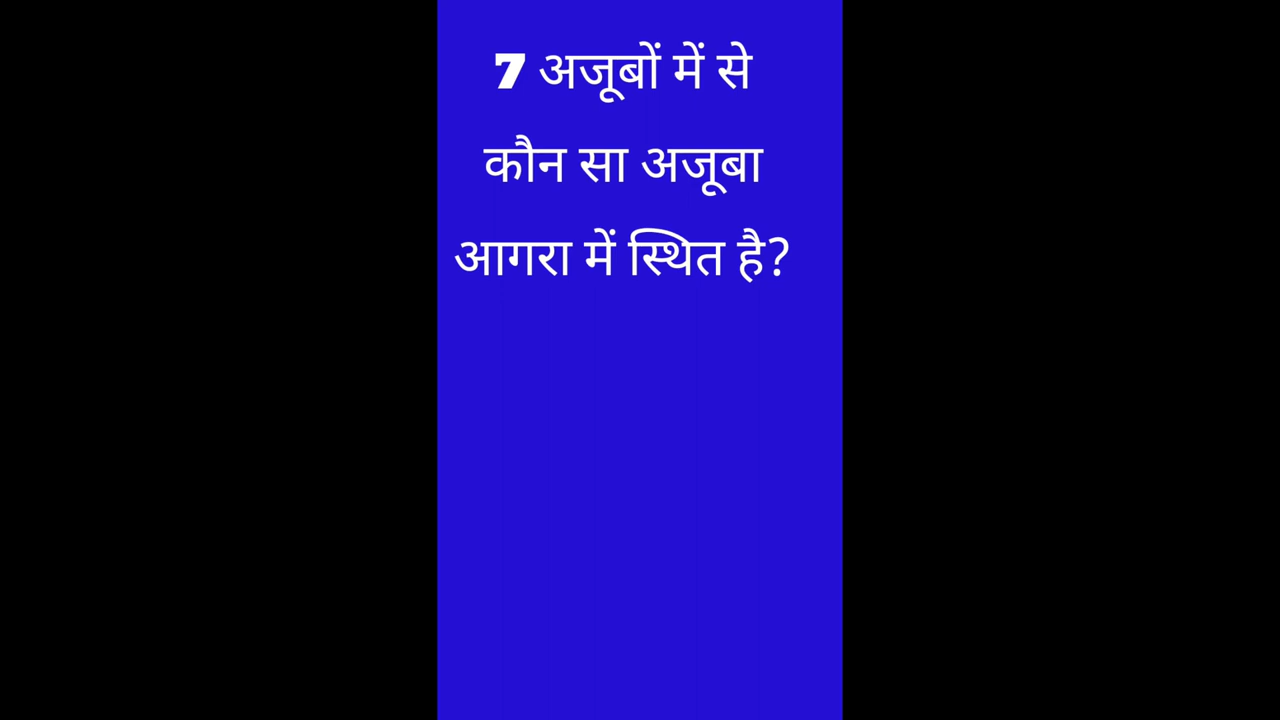 7 अजूबों में से
कौन सा अजूबा
आगरा में स्थित है?